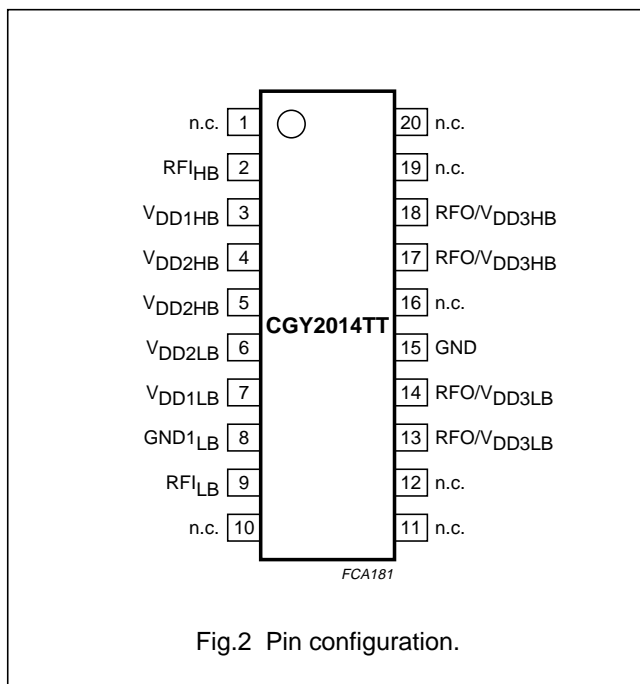 n.c. 1 20 n.c.
RFIHB 2 19 n.c.
VDD1HB 3 18 RFO/VDD3HB
VDD2HB 4 17 RFO/VDD3HB
VDD2HB 5 16 n.c.
CGY2014TT
VDD2LB 6 15 GND
VDD1LB 7 14 RFO/VDD3LB
GND1LB 8 13 RFO/VDD3LB
RFILB 9 12 n.c.
n.c. 10 11 n.c.
FCA181
Fig.2 Pin configuration.